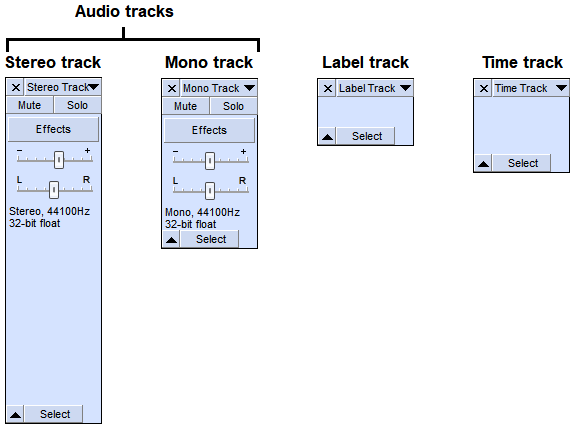 Audio tracks
Stereo track
Mono track
Label track
Time track
× Stereo Track
Mute Solo
Effects
- +
L R
Stereo, 44100Hz
32-bit float
Select
× Mono Track
Mute Solo
Effects
- +
L R
Mono, 44100Hz
32-bit float
Select
× Label Track
Select
× Time Track
Select